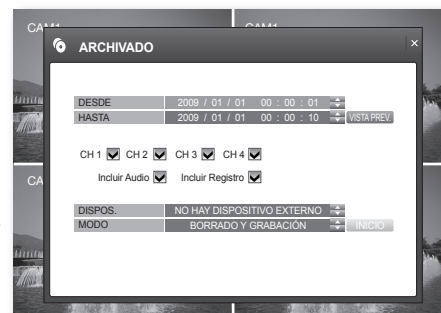 CAM1
CAM1
ARCHIVADO
×
DESDE 2009 / 01 / 01 00 : 00 : 01
HASTA 2009 / 01 / 01 00 : 00 : 10 VISTA PREV.
CH 1 CH 2 CH 3 CH 4
Incluir Audio Incluir Registro
CA
DISPOS. NO HAY DISPOSITIVO EXTERNO
MODO BORRADO Y GRABACIÓN INICIO